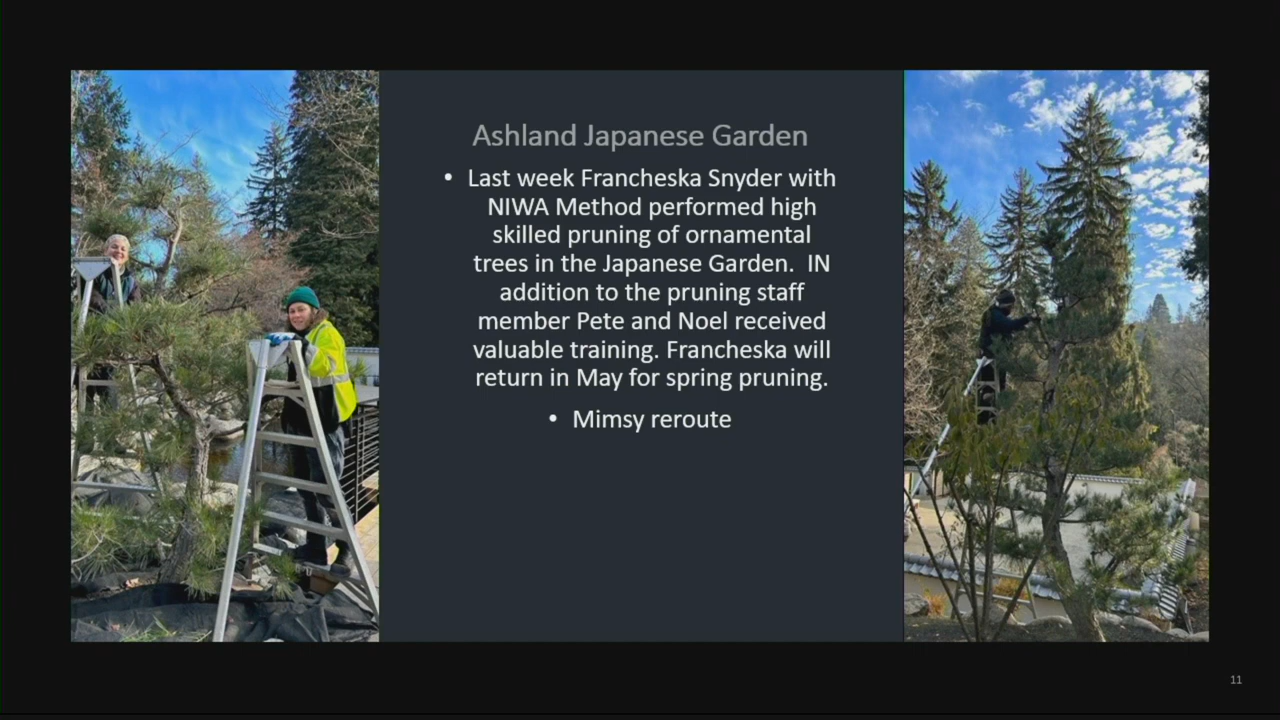 Ashland Japanese Garden
• Last week Francheska Snyder with
NIWA Method performed high
skilled pruning of ornamental
trees in the Japanese Garden.  IN
addition to the pruning staff
member Pete and Noel received
valuable training. Francheska will
return in May for spring pruning.
• Mimsy reroute
11